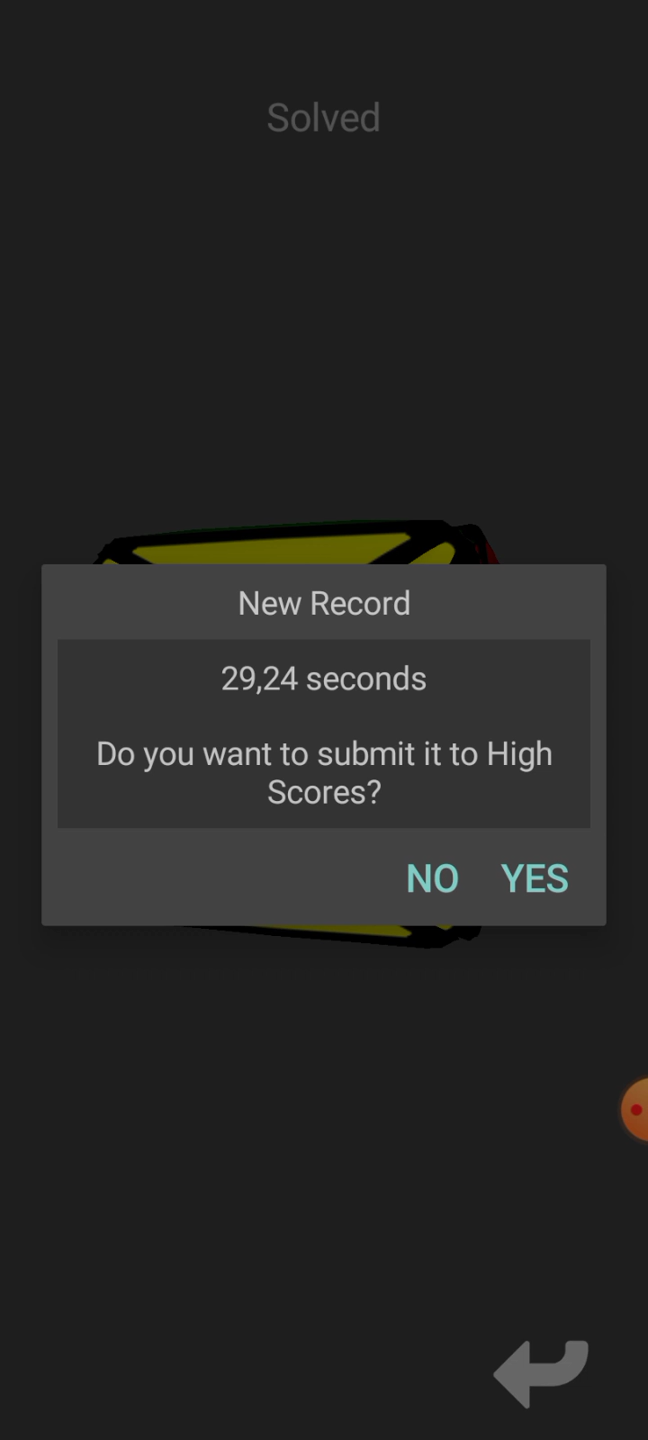 Solved
New Record
29,24 seconds
Do you want to submit it to High
Scores?
NO YES